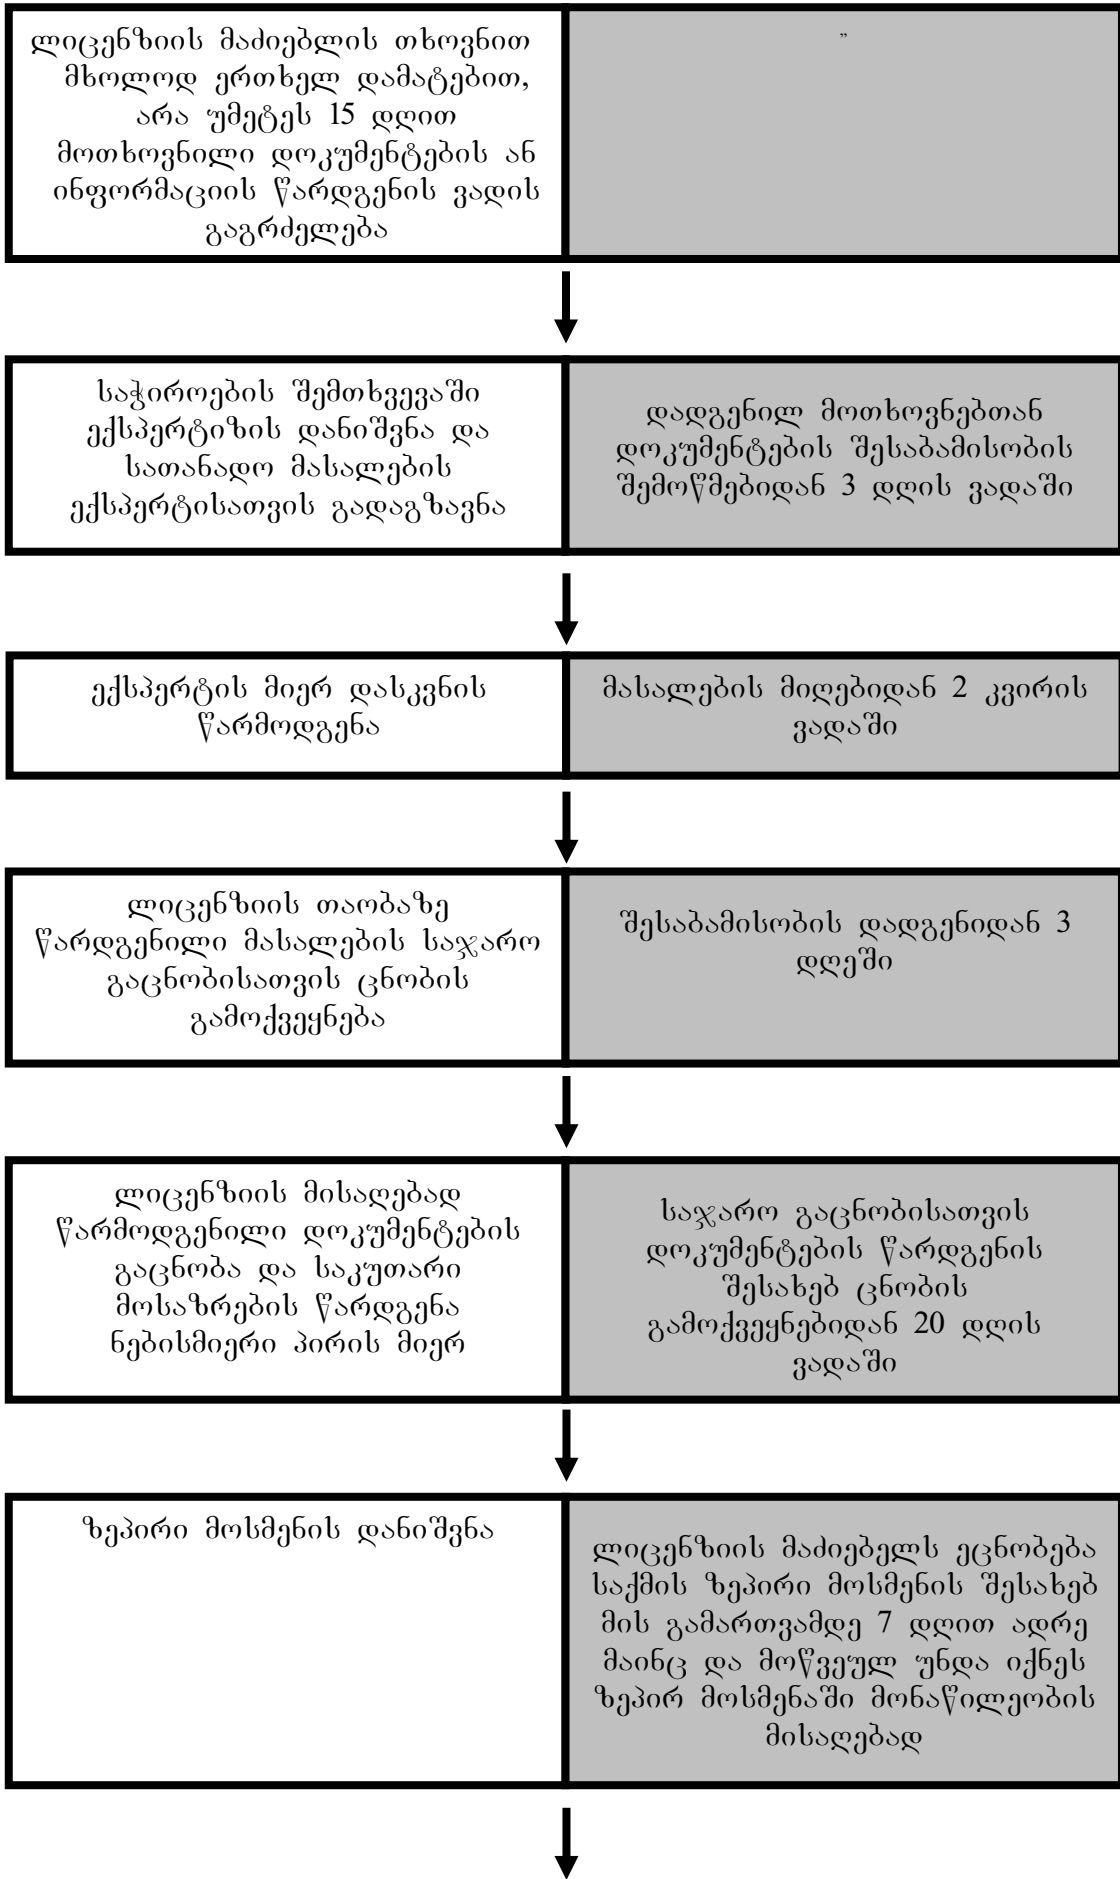 ლიცენზიის მაძიებლის თხოვნით
მხოლოდ ერთხელ დამატებით,
არა უმეტეს 15 დღით
მოთხოვნილი დოკუმენტების ან
ინფორმაციის წარდგენის ვადის
გაგრძელება
”
საჭიროების შემთხვევაში
ექსპერტიზის დანიშვნა და
სათანადო მასალების
ექსპერტისათვის გადაგზავნა
დადგენილ მოთხოვნებთან
დოკუმენტების შესაბამისობის
შემოწმებიდან 3 დღის ვადაში
ექსპერტის მიერ დასკვნის
წარმოდგენა
მასალების მიღებიდან 2 კვირის
ვადაში
ლიცენზიის თაობაზე
წარდგენილი მასალების საჯარო
გაცნობისათვის ცნობის
გამოქვეყნება
შესაბამისობის დადგენიდან 3
დღეში
ლიცენზიის მისაღებად
წარმოდგენილი დოკუმენტების
გაცნობა და საკუთარი
მოსაზრების წარდგენა
ნებისმიერი პირის მიერ
საჯარო გაცნობისათვის
დოკუმენტების წარდგენის
შესახებ ცნობის
გამოქვეყნებიდან 20 დღის
ვადაში
ზეპირი მოსმენის დანიშვნა
ლიცენზიის მაძიებელს ეცნობება
საქმის ზეპირი მოსმენის შესახებ
მის გამართვამდე 7 დღით ადრე
მაინც და მოწვეულ უნდა იქნეს
ზეპირ მოსმენაში მონაწილეობის
მისაღებად